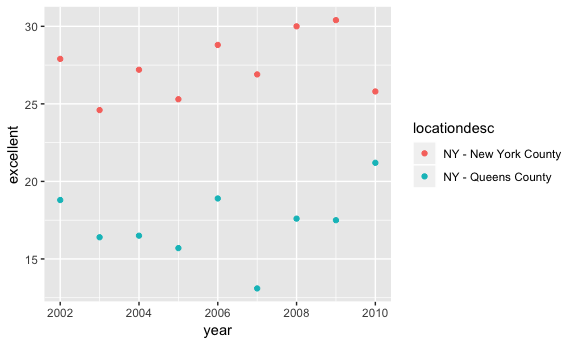 30
25
20
15
excellent
2002
2004
2006
2008
2010
year
locationdesc
NY - New York County
NY - Queens County